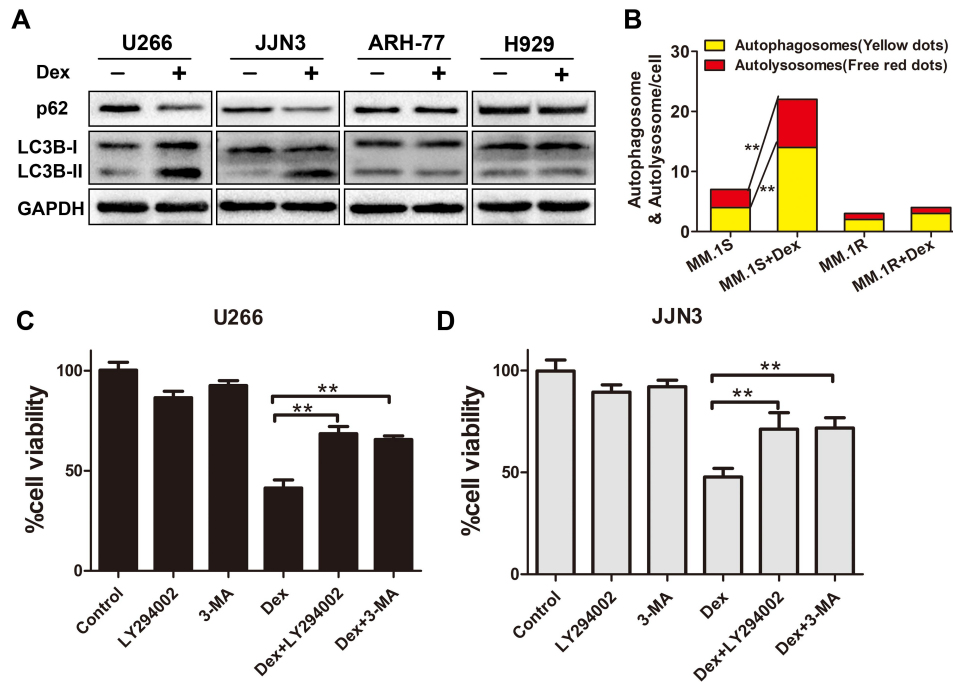 A
U266 JJN3 ARH-77 H929
Dex − + − + − + − +
p62
LC3B-I
LC3B-II
GAPDH
B
Autophagosomes(Yellow dots)
Autolysosomes(Free red dots)
Autophagosome
& Autolysosome/cell
30
20
10
0
**
**
MM.1S MM.1S+Dex MM.1R MM.1R+Dex
C
U266
%cell viability
100
50
0
**
**
Control LY294002 3-MA Dex Dex+LY294002 Dex+3-MA
D
JJN3
%cell viability
100
50
0
**
**
Control LY294002 3-MA Dex Dex+LY294002 Dex+3-MA